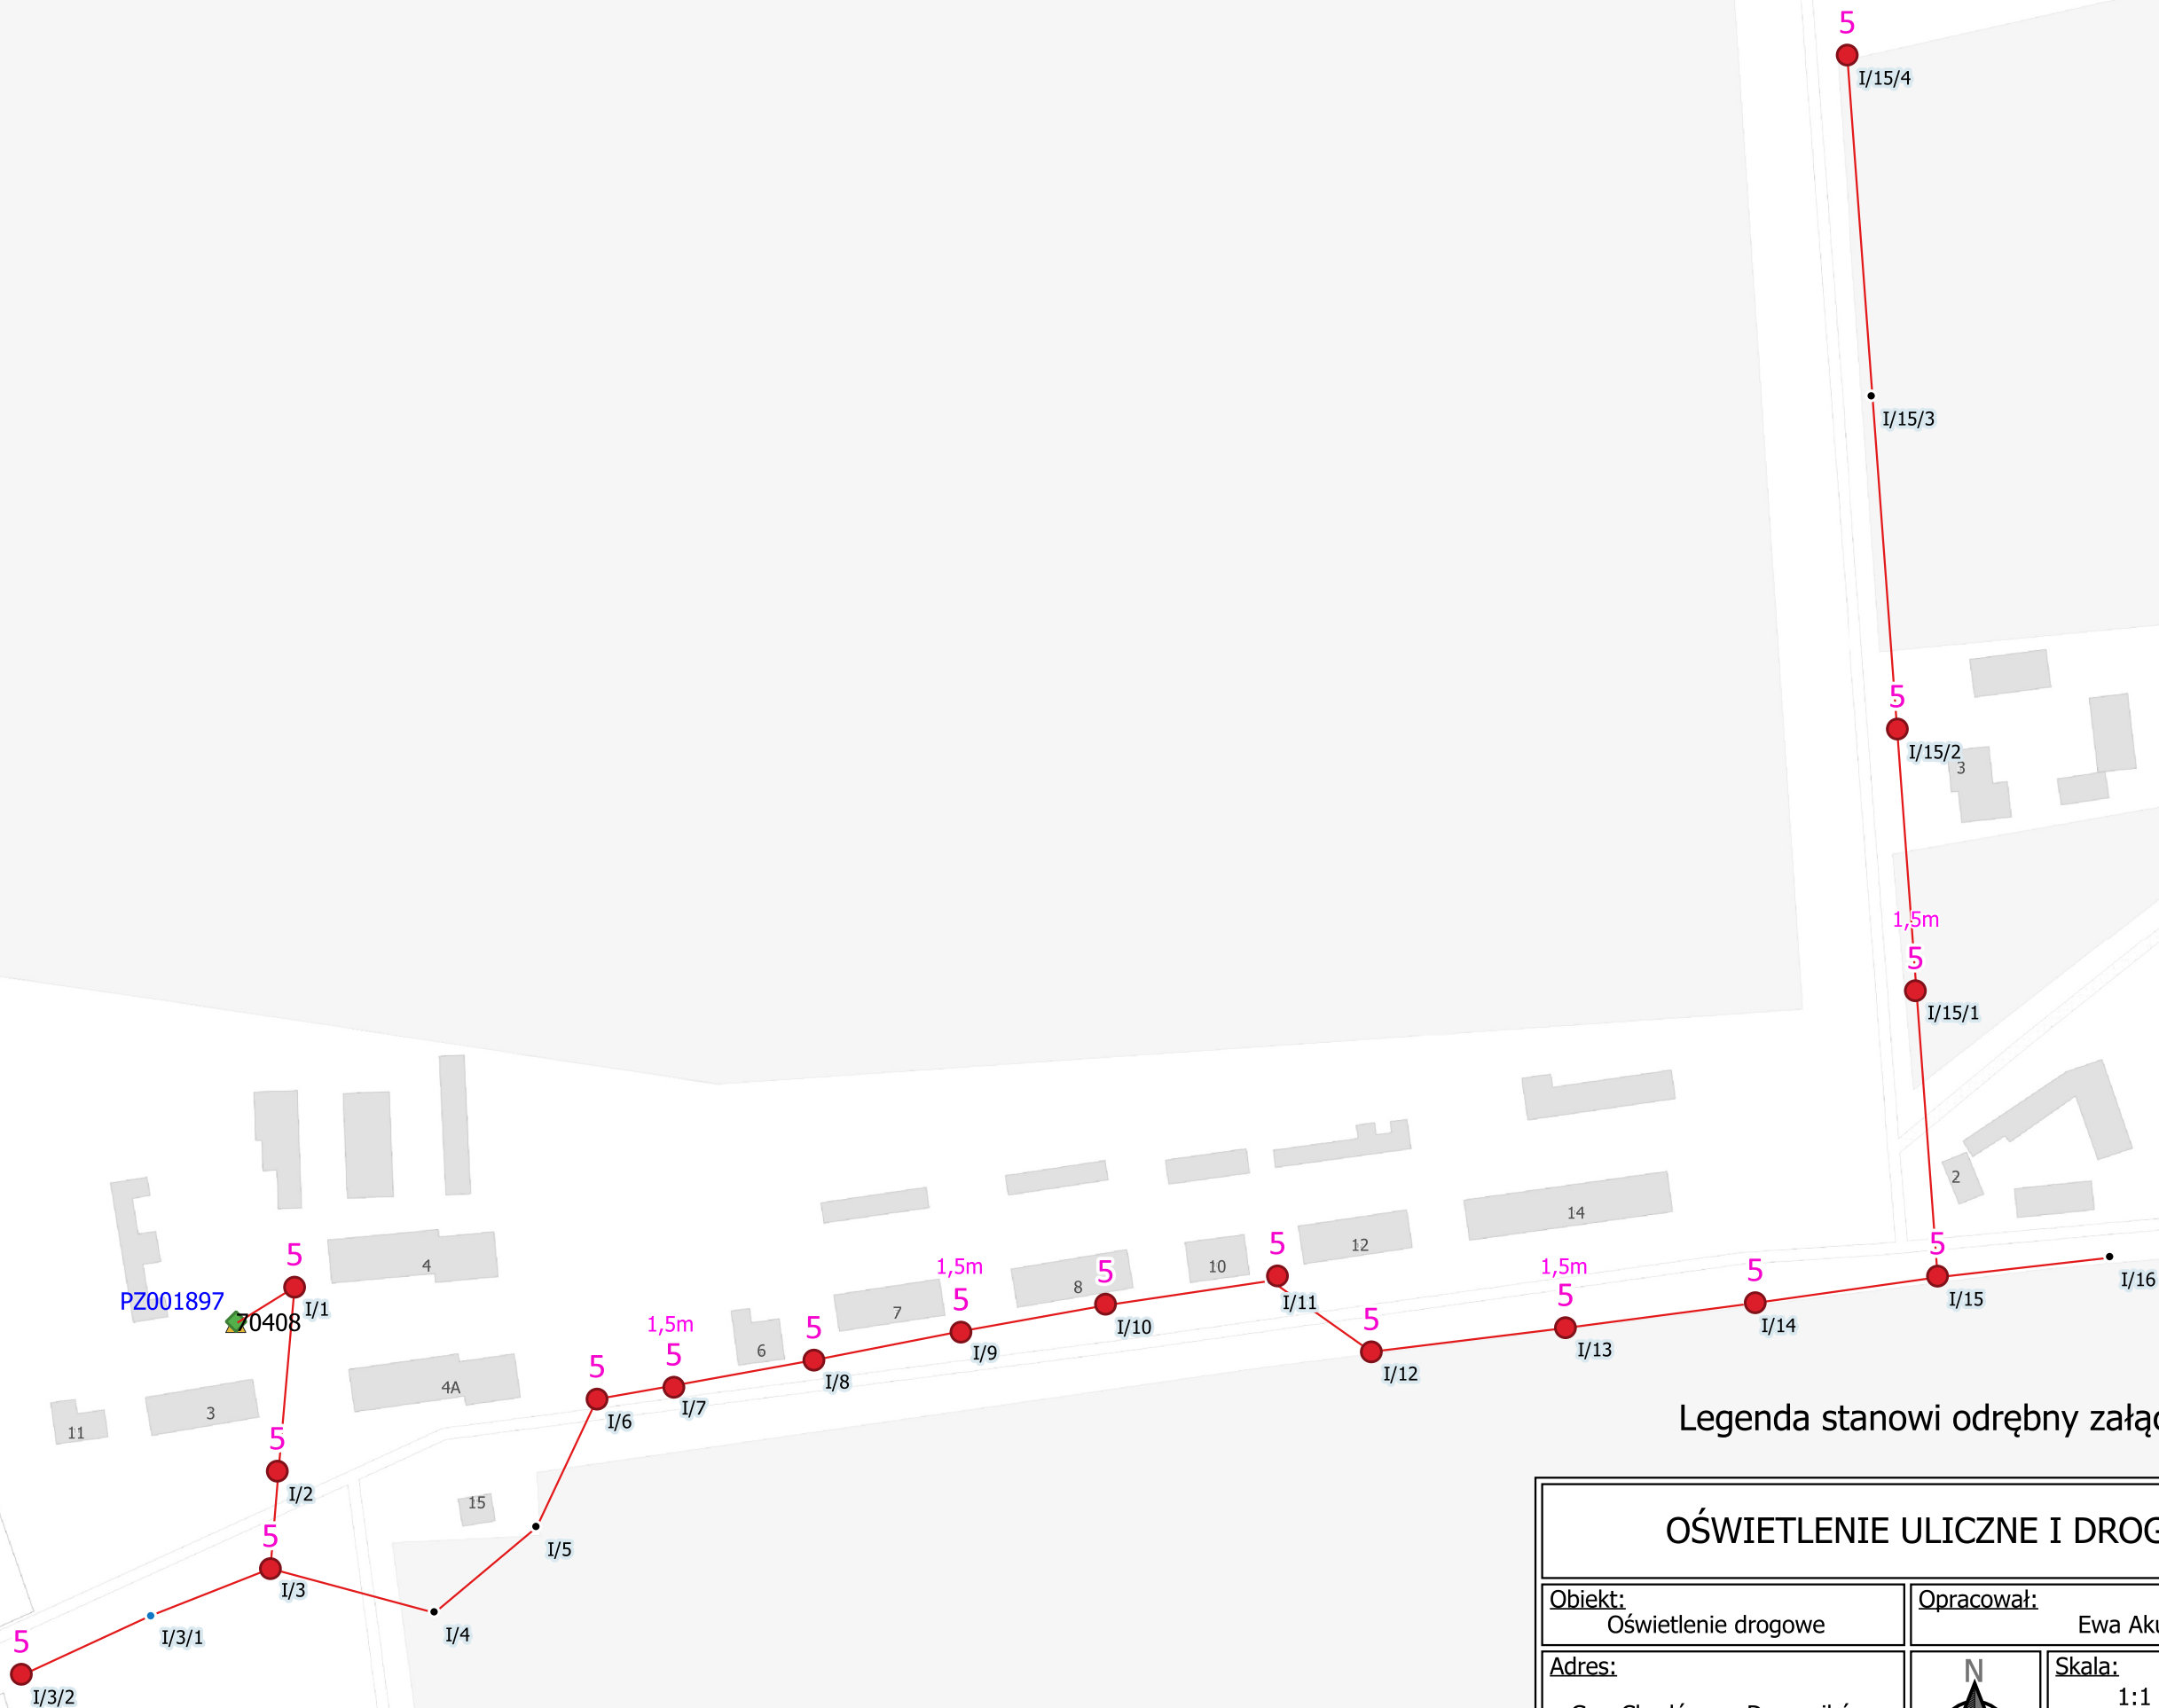 5
I/15/4
I/15/3
5
I/15/2
3
1,5m
5
I/15/1
2
5
I/15
I/16
5
I/1
4
PZ001897
70408
4A
3
11
5
I/2
5
I/3
15
I/3/1
5
I/3/2
I/4
I/5
5
I/6
1,5m
5
I/7
6
5
I/8
7
1,5m
5
I/9
8
5
I/10
10
5
I/11
12
5
I/12
14
1,5m
5
I/13
5
I/14
Legenda stanowi odrębny
OŚWIETLENIE ULICZNE I
Obiekt:
Oświetlenie drogowe
Opracował:
Ewa
Adres:
N
Skala:
1:1